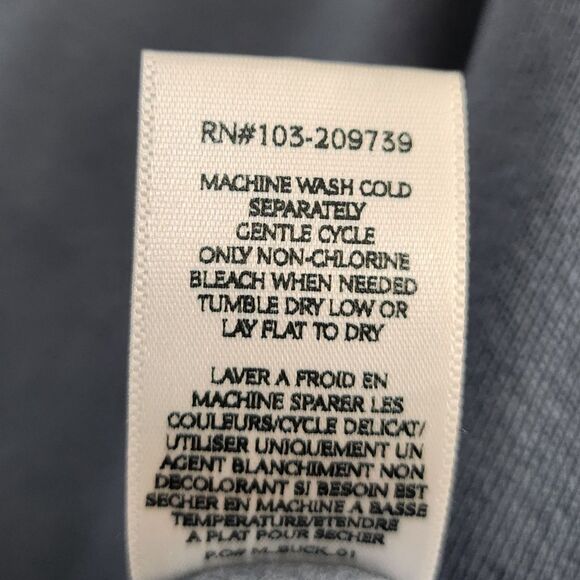 RN#103-209739
MACHINE WASH COLD
SEPARATELY
GENTLE CYCLE
ONLY NON-CHLORINE
BLEACH WHEN NEEDED
TUMBLE DRY LOW OR
LAY FLAT TO DRY
LAVER A FROID EN
MACHINE SPARER LES
COULEURS/CYCLE DELICAT/
UTILISER UNIQUEMENT UN
AGENT BLANCHIMENT NON
DECOLORANT SI BESOIN EST
SECHER EN MACHINE A BASSE
TEMPERATURE/ETENDRE
A PLAT POUR SECHER